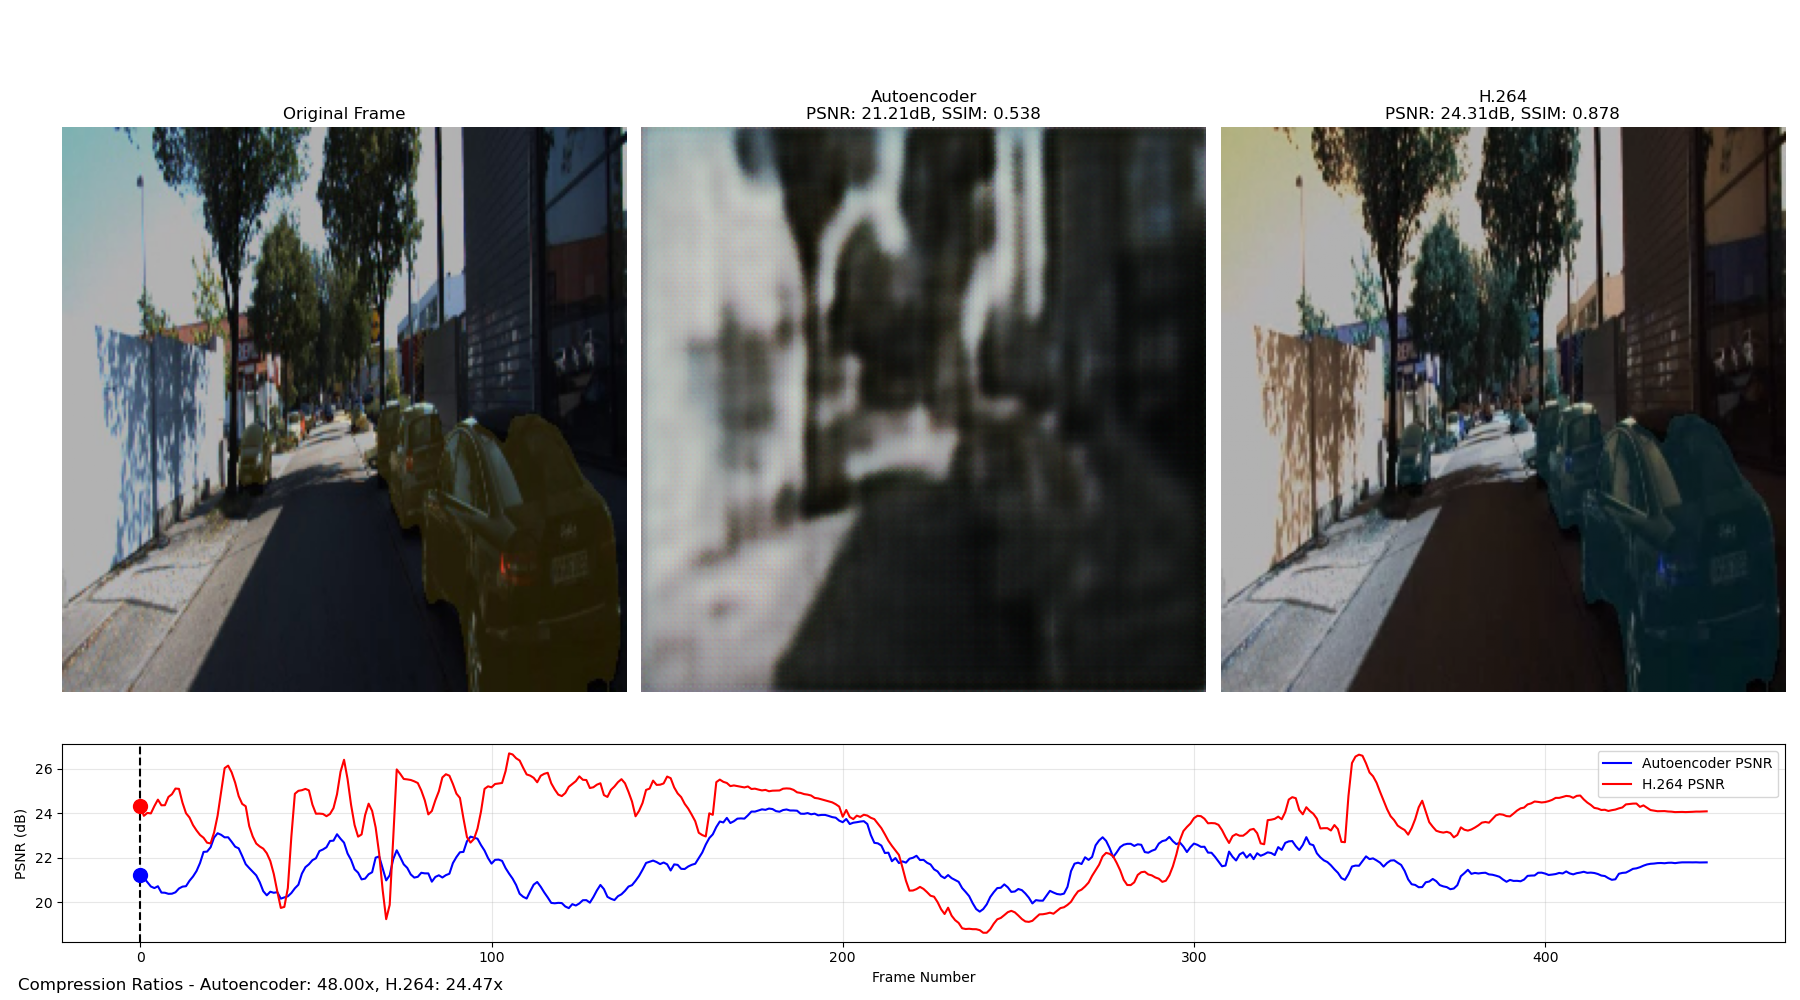 Original Frame
Autoencoder
PSNR: 21.21dB, SSIM: 0.538
H.264
PSNR: 24.31dB, SSIM: 0.878
PSNR (dB)
26
24
22
20
Autoencoder PSNR
H.264 PSNR
0
100
200
300
400
Frame Number
Compression Ratios - Autoencoder: 48.00x, H.264: 24.47x